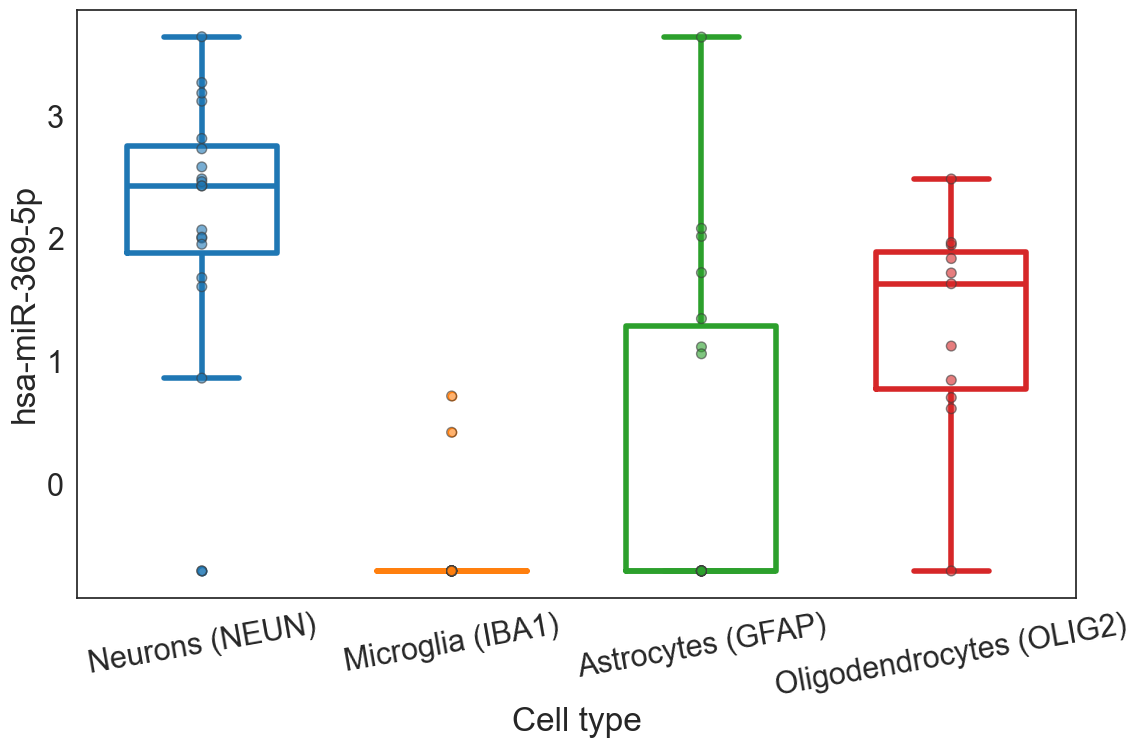 hsa-miR-369-5p
3
2
1
0
Neurons (NEUN)
Microglia (IBA1)
Astrocytes (GFAP)
Oligodendrocytes (OLIG2)
Cell type